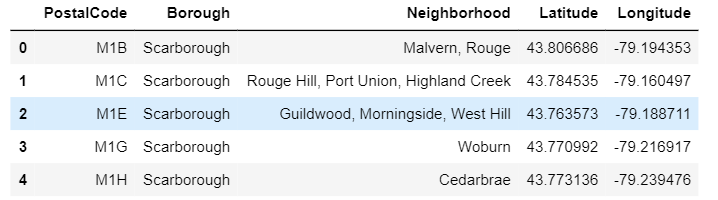 PostalCode Borough Neighborhood Latitude Longitude
0 M1B Scarborough Malvern, Rouge 43.806686 -79.194353
1 M1C Scarborough Rouge Hill, Port Union, Highland Creek 43.784535 -79.160497
2 M1E Scarborough Guildwood, Morningside, West Hill 43.763573 -79.188711
3 M1G Scarborough Woburn 43.770992 -79.216917
4 M1H Scarborough Cedarbrae 43.773136 -79.239476